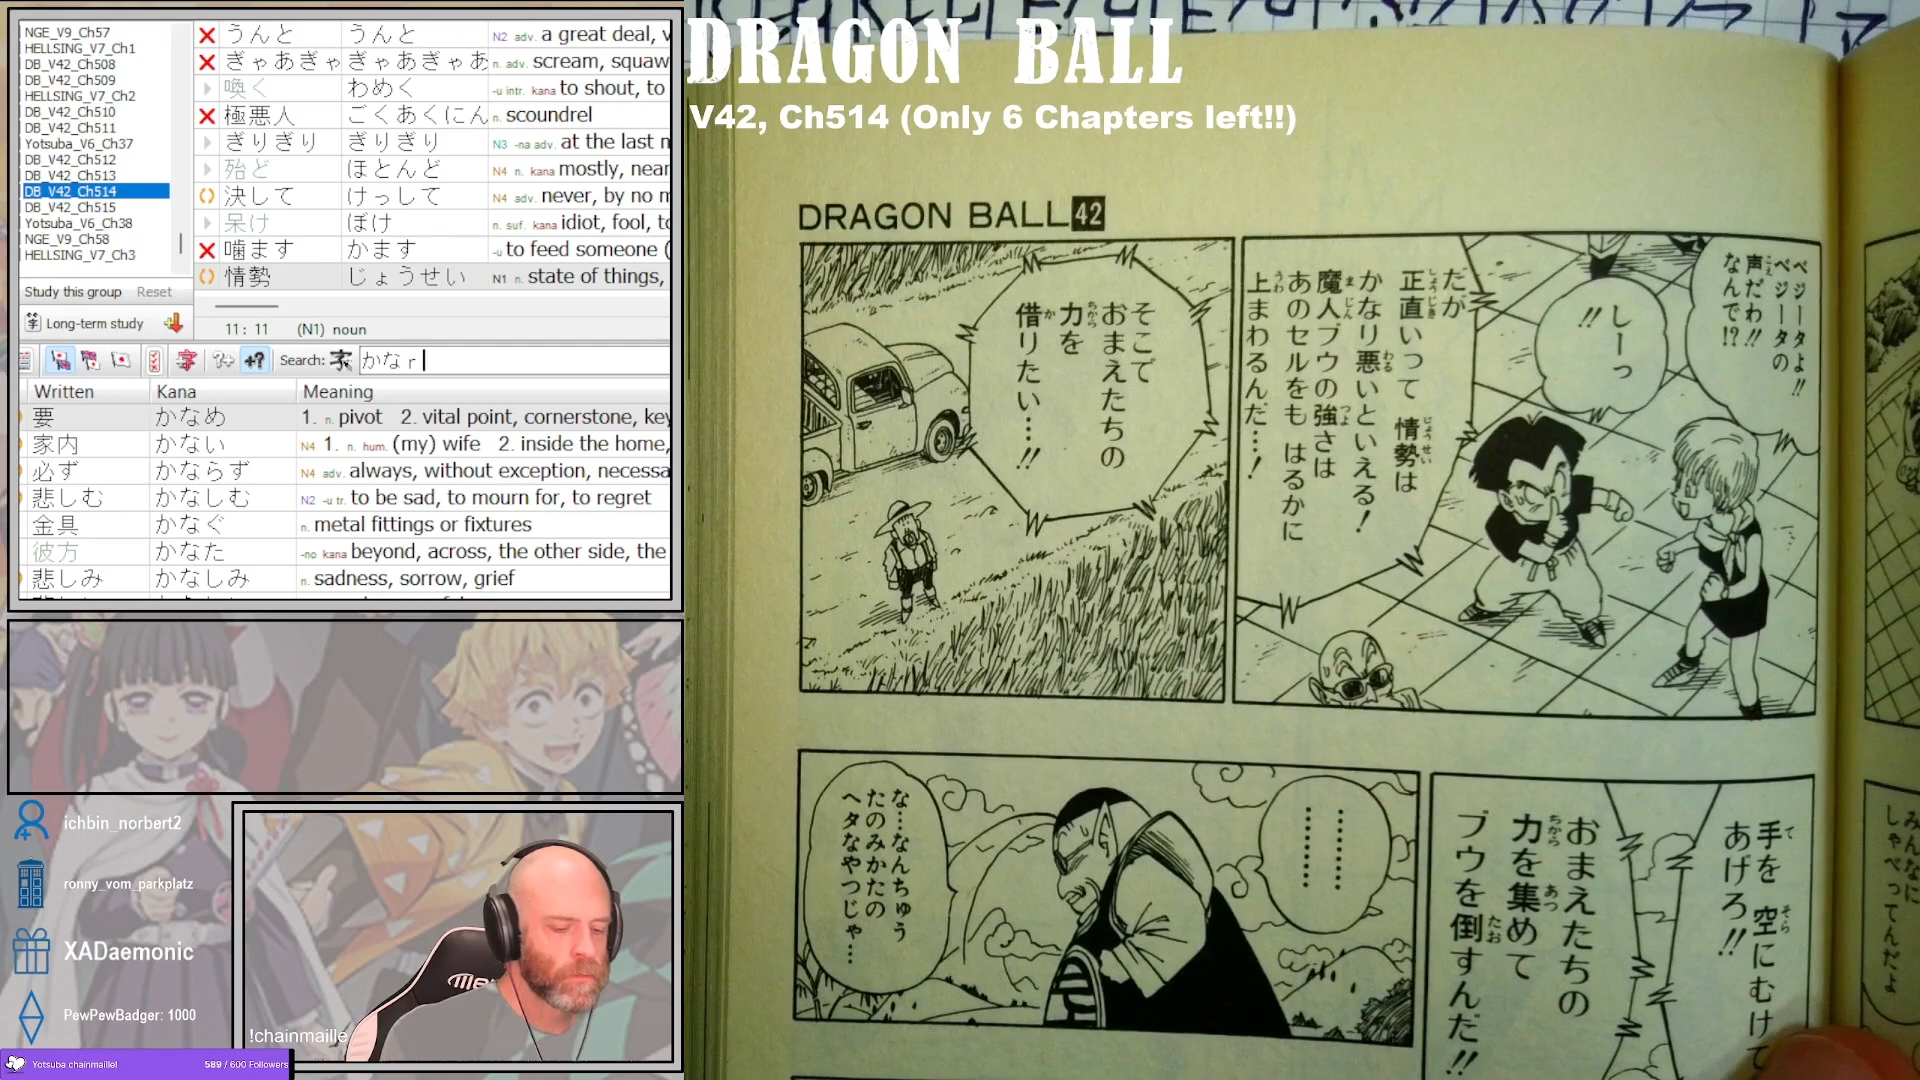 NGE_V9_Ch57
HELLSING_V7_Ch1
DB_V42_Ch508
DB_V42_Ch509
HELLSING_V7_Ch2
DB_V42_Ch510
DB_V42_Ch511
Yotsuba_V6_Ch37
DB_V42_Ch512
DB_V42_Ch513
DB_V42_Ch514
DB_V42_Ch515
Yotsuba_V6_Ch38
NGE_V9_Ch58
HELLSING_V7_Ch3
Study this group Reset
Long-term study
うんと うんと N2 adv. a great deal, v
ぎゃあぎゃ ぎゃあぎゃあ n. adv. scream, squaw
喚く わめく -u intr. kana to shout, to
極悪人 ごくあくにん n. scoundrel
ぎりぎり ぎりぎり N3 -na adv. at the last m
殆ど ほとんど N4 n. kana mostly, near
決して けっして N4 adv. never, by no m
呆け ぼけ n. suf. kana idiot, fool, to
噛ます かます -u to feed someone (
情勢 じょうせい N1 n. state of things,
11: 11 (N1) noun
Search: かなｒ
Written Kana Meaning
要 かなめ 1. n. pivot 2. vital point, cornerstone, key
家内 かない N4 1. n. hum. (my) wife 2. inside the home,
必ず かならず N4 adv. always, without exception, necessa
悲しむ かなしむ N2 -u tr. to be sad, to mourn for, to regret
金具 かなぐ n. metal fittings or fixtures
彼方 かなた -no kana beyond, across, the other side, the
悲しみ かなしみ n. sadness, sorrow, grief
ichbin_norbert2
ronny_vom_parkplatz
XADaemonic
PewPewBadger: 1000
!chainmaille
Yotsuba chainmaille!
589 / 600 Followers
DRAGON BALL
V42, Ch514 (Only 6 Chapters left!!)
DRAGON BALL 42
ベジータよ!!
ベジータの
声だわ!!
なんで!?
しーっ
!!
だが
正直いって 情勢は
かなり悪いといえる!
魔人ブウの強さは
あのセルをも はるかに
上まわるんだ…!
そこで
おまえたちの
力を
借りたい…!!
手を 空にむけて
あげろ!!
おまえたちの
力を集めて
ブウを倒すんだ!!
………
………
な…なんちゅう
たのみかたの
ヘタなやつじゃ…
みんなに
しゃべってんだよ